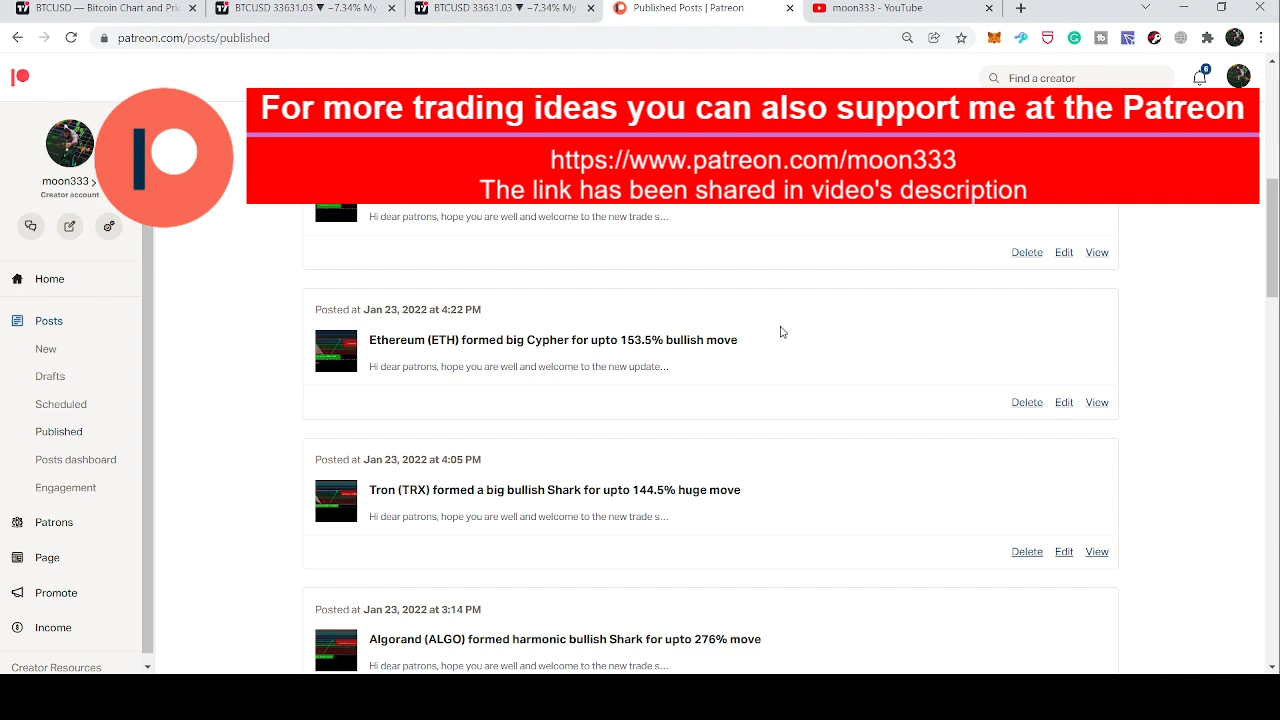 BTCUSD — Bitcoin Chart and Pric
BTCUSD 33631.03 ▼ −7.34% My
BTCUSD 33631.03 ▼ −7.34% My
Published Posts | Patreon
moon333 - YouTube
patreon.com/posts/published
Find a creator
6
For more trading ideas you can also support me at the Patreon
https://www.patreon.com/moon333
The link has been shared in video's description
moon333
Creator account
Home
Posts
New
Drafts
Scheduled
Published
Posts dashboard
Engagement
Patrons
Page
Promote
Income
Creator Resources
Hi dear patrons, hope you are well and welcome to the new trade s...
Delete Edit View
Posted at Jan 23, 2022 at 4:22 PM
Ethereum (ETH) formed big Cypher for upto 153.5% bullish move
Hi dear patrons, hope you are well and welcome to the new update...
Delete Edit View
Posted at Jan 23, 2022 at 4:05 PM
Tron (TRX) formed a big bullish Shark for upto 144.5% huge move
Hi dear patrons, hope you are well and welcome to the new trade s...
Delete Edit View
Posted at Jan 23, 2022 at 3:14 PM
Algorand (ALGO) formed harmonic bullish Shark for upto 276% move
Hi dear patrons, hope you are well and welcome to the new trade s...